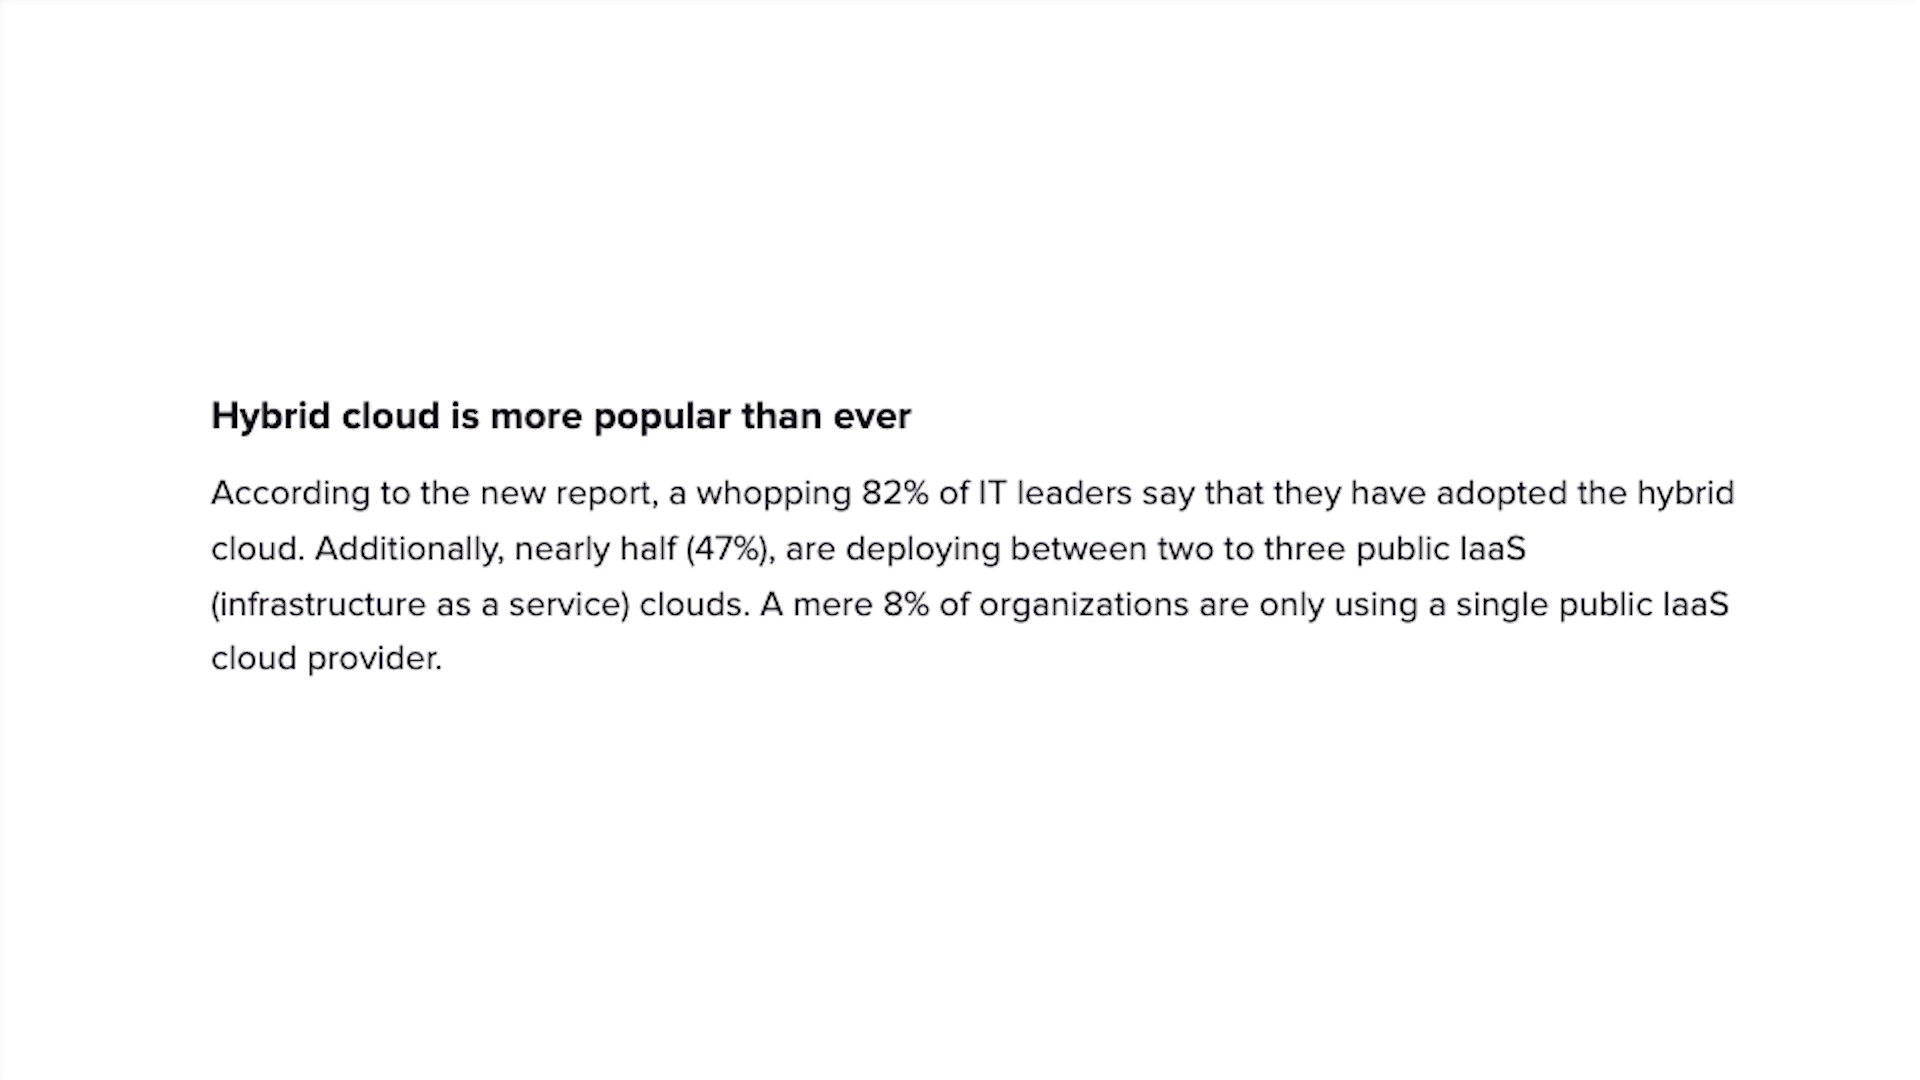 Hybrid cloud is more popular than ever
According to the new report, a whopping 82% of IT leaders say that they have adopted the hybrid
cloud. Additionally, nearly half (47%), are deploying between two to three public IaaS
(infrastructure as a service) clouds. A mere 8% of organizations are only using a single public IaaS
cloud provider.